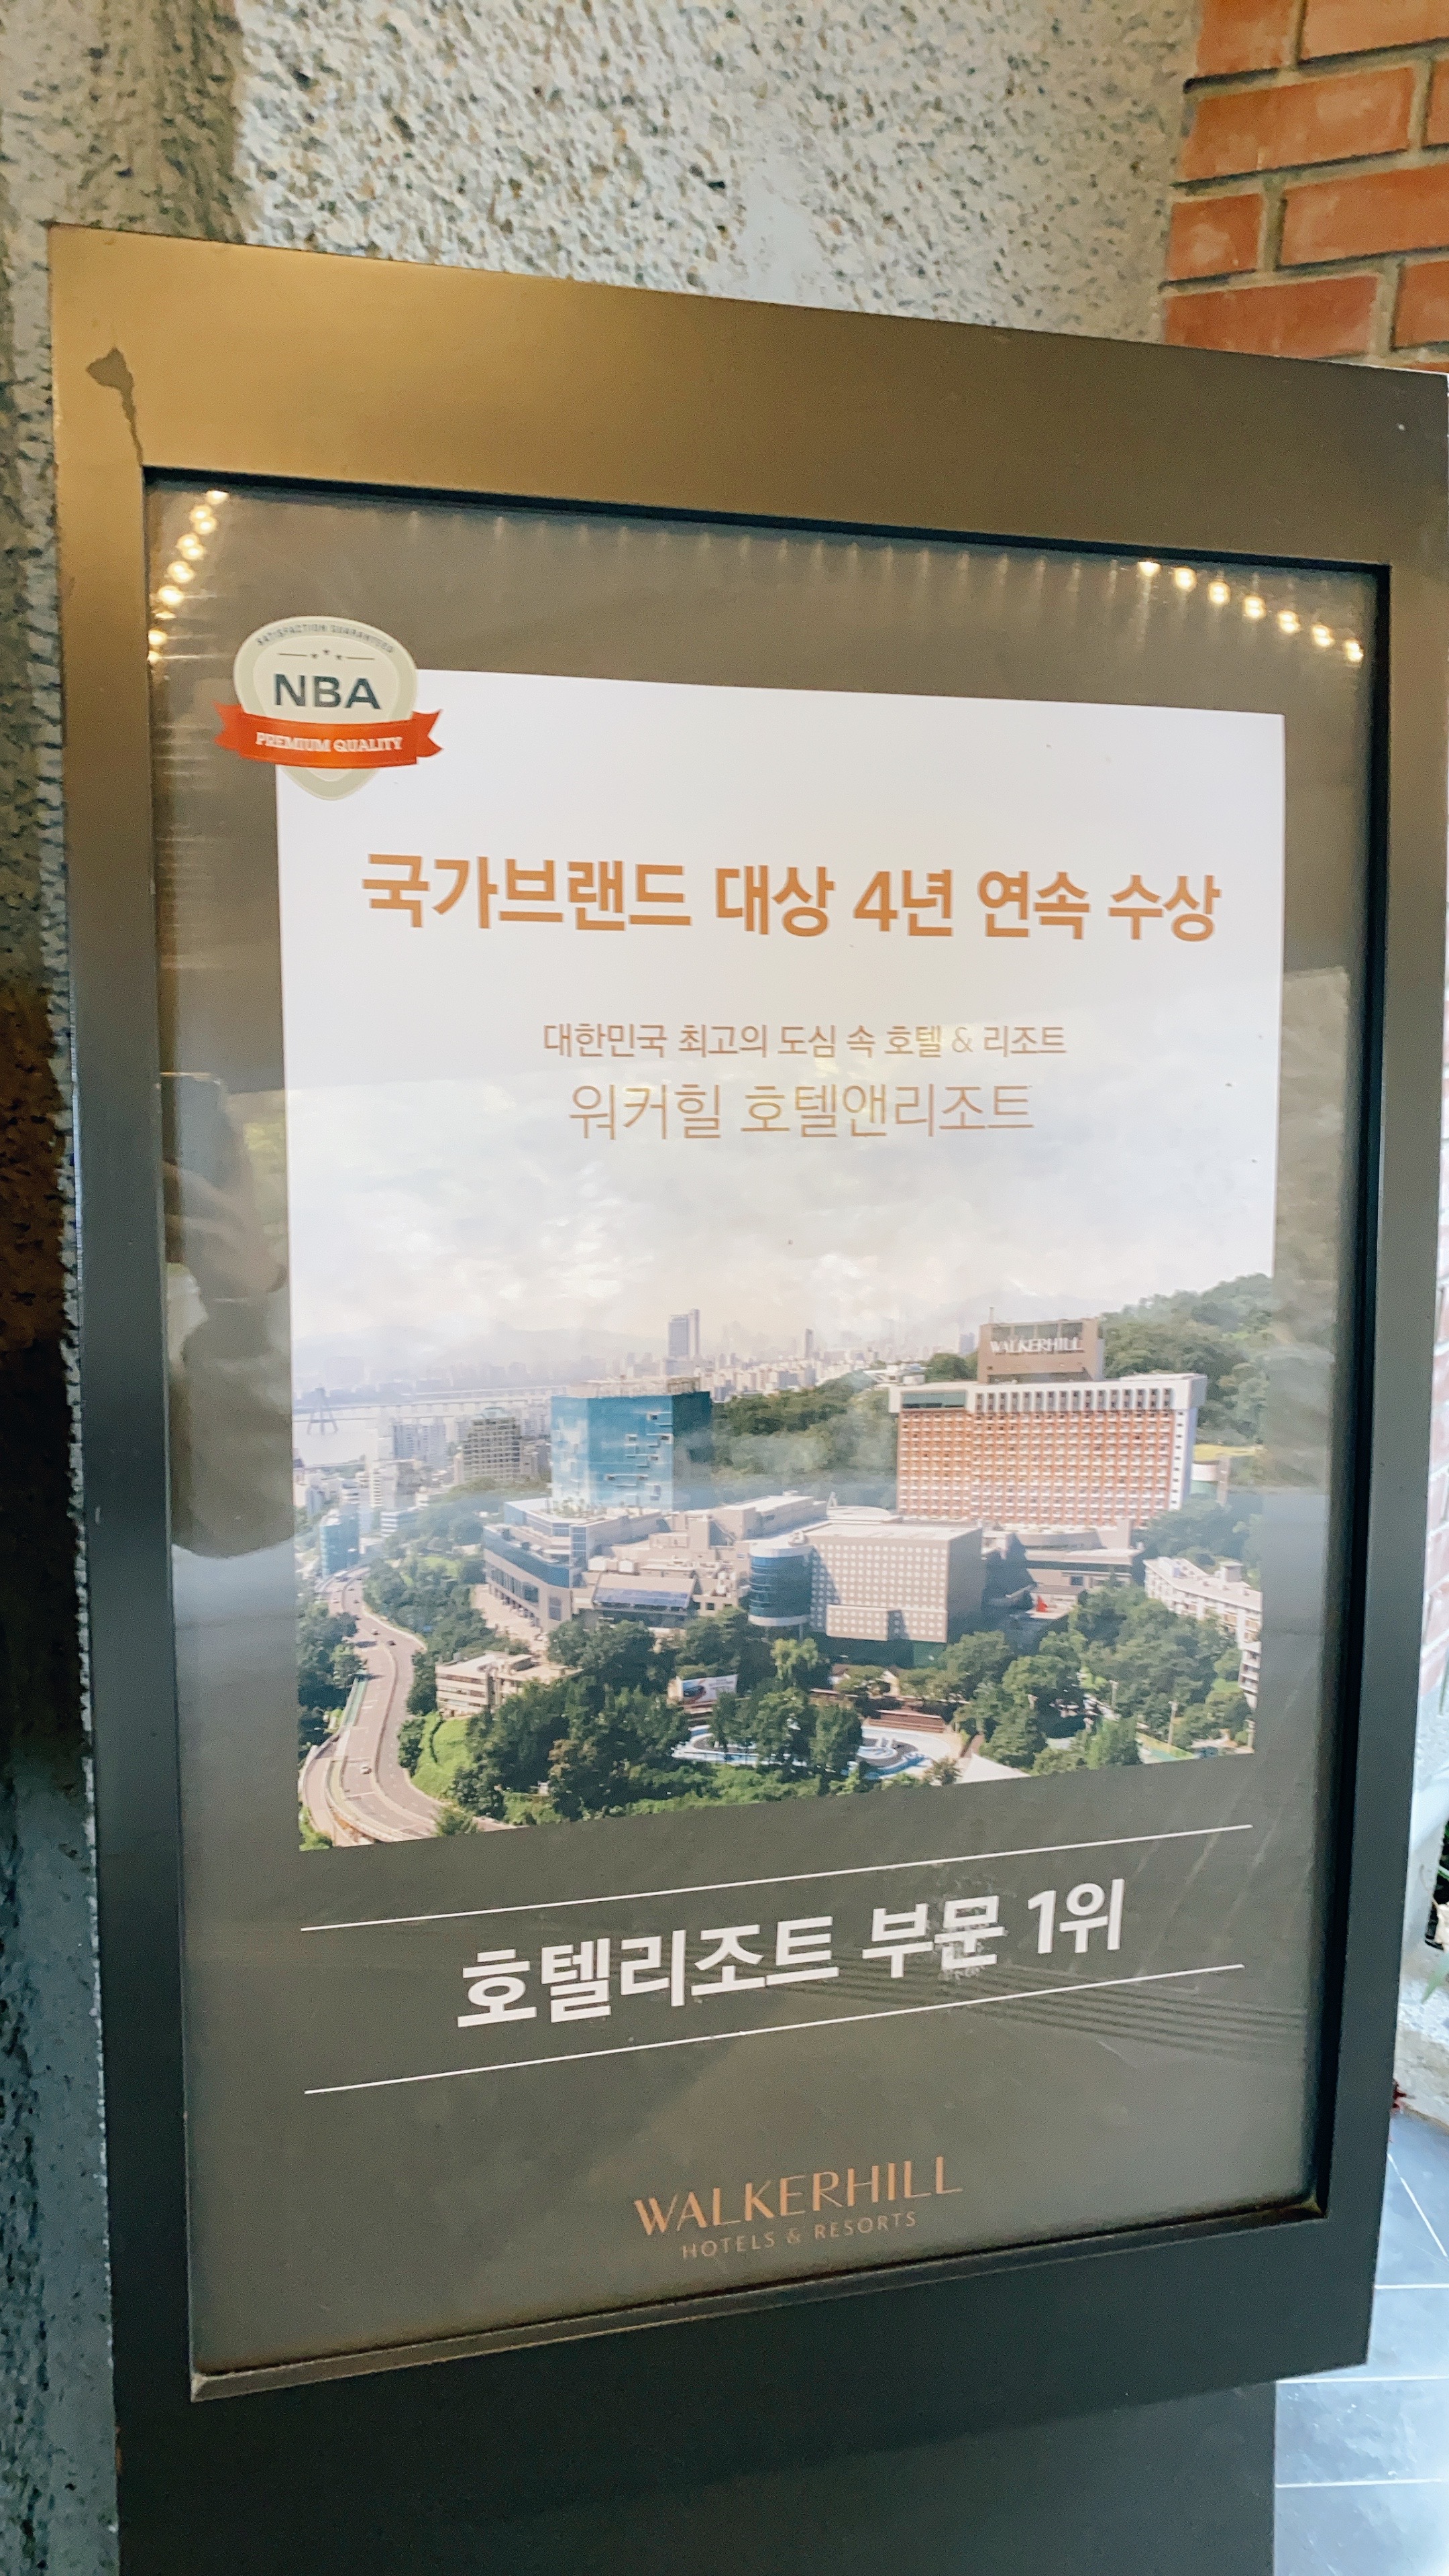 SATISFACTION GUARANTEED
NBA
PREMIUM QUALITY
국가브랜드 대상 4년 연속 수상
대한민국 최고의 도심 속 호텔 & 리조트
워커힐 호텔앤리조트
WALKERHILL
호텔리조트 부문 1위
WALKERHILL
HOTELS & RESORTS